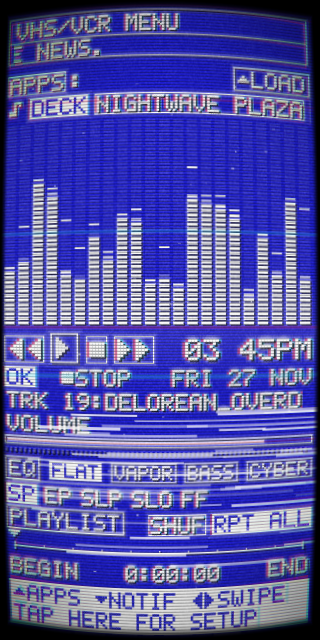 VHS/VCR MENU
E NEWS.
APPS: LOAD
DECK NIGHTWAVE PLAZA
03 45PM
OK STOP FRI 27 NOV
TRK 19:DELOREAN_OVERD
VOLUME
EQ FLAT VAPOR BASS CYBER
SP EP SLP SLO FF
PLAYLIST SHUF RPT ALL
BEGIN 0:00:00 END
APPS NOTIF SWIPE
TAP HERE FOR SETUP